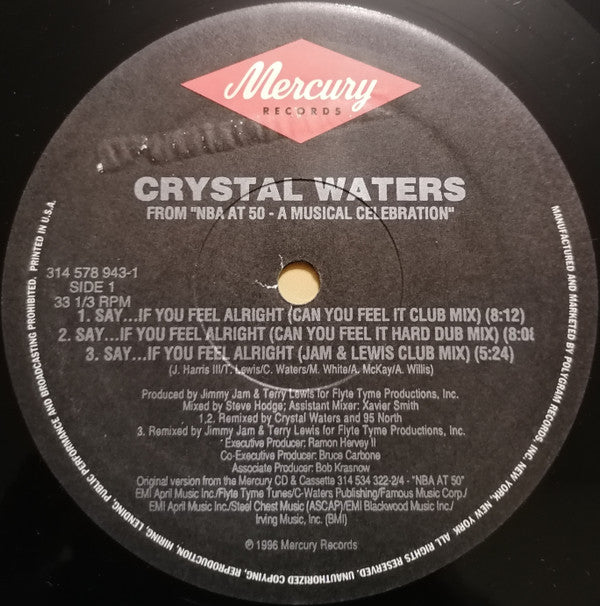 Mercury
RECORDS
CRYSTAL WATERS
FROM "NBA AT 50 - A MUSICAL CELEBRATION"
314 578 943-1
SIDE 1
33 1/3 RPM
1. SAY...IF YOU FEEL ALRIGHT (CAN YOU FEEL IT CLUB MIX) (8:12)
2. SAY...IF YOU FEEL ALRIGHT (CAN YOU FEEL IT HARD DUB MIX)
3. SAY...IF YOU FEEL ALRIGHT (JAM & LEWIS CLUB MIX) (5:24)
(J. Harris III/T. Lewis/C. Waters/M. White/A. McKay/A. Willis)
Produced by Jimmy Jam & Terry Lewis for Flyte Tyme Productions, Inc.
Mixed by Steve Hodge; Assistant Mixer: Xavier Smith
1,2. Remixed by Crystal Waters and 95 North
3. Remixed by Jimmy Jam & Terry Lewis for Flyte Tyme Productions, Inc.
Executive Producer: Ramon Hervey II
Co-Executive Producer: Bruce Carbone
Associate Producer: Bob Krasnow
Original version from the Mercury CD & Cassette 314 534 322-2/4 - "NBA AT 50"
EMI April Music Inc./Flyte Tyme Tunes/C-Waters Publishing/Famous Music Corp./
EMI April Music Inc./Steel Chest Music (ASCAP)/EMI Blackwood Music Inc./
Irving Music, Inc. (BMI)
℗ 1996 Mercury Records
MANUFACTURED AND MARKETED BY POLYGRAM RECORDS, INC. NEW YORK, NEW YORK. ALL RIGHTS RESERVED. UNAUTHORIZED COPYING, REPRODUCTION, HIRING, LENDING, PUBLIC PERFORMANCE AND BROADCASTING PROHIBITED. PRINTED IN U.S.A.